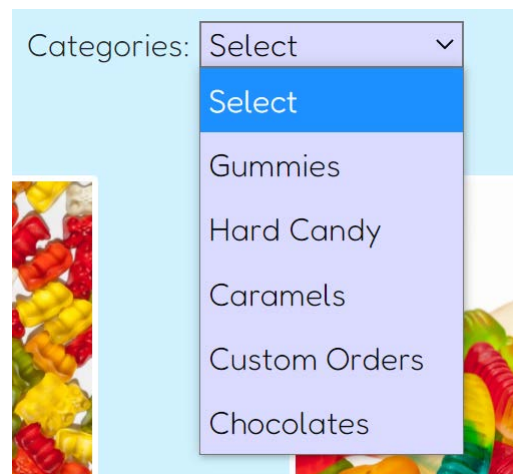 Categories: Select
Select
Gummies
Hard Candy
Caramels
Custom Orders
Chocolates